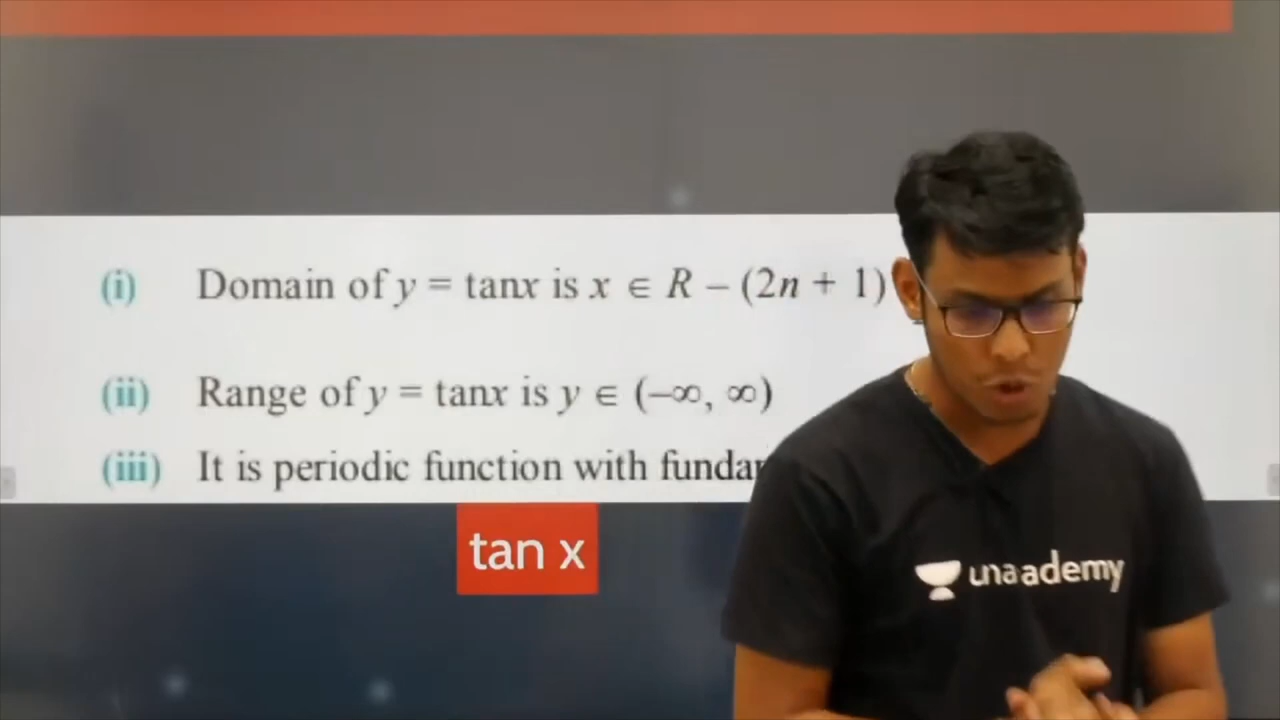 (i) Domain of y = tanx is x ∈ R – (2n + 1)
(ii) Range of y = tanx is y ∈ (–∞, ∞)
(iii) It is periodic function with fundar
tan x
unaademy